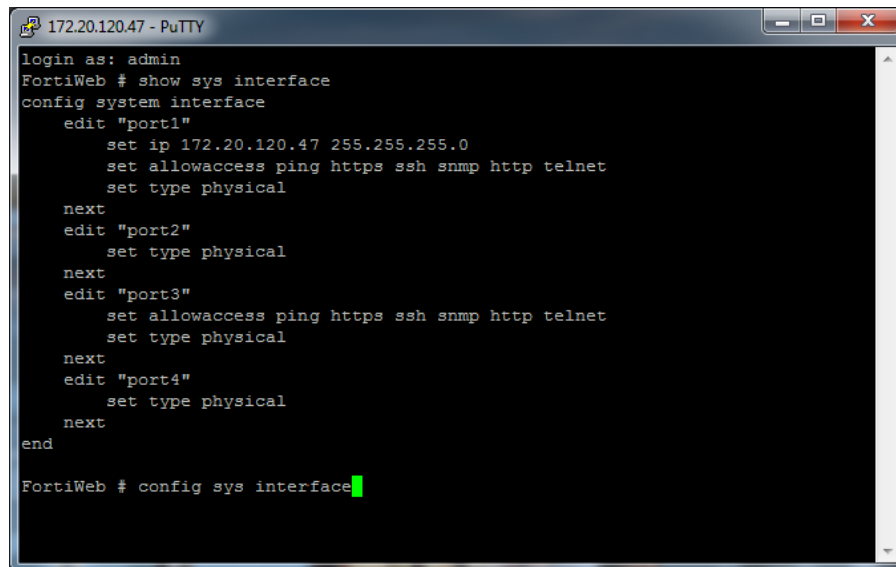 172.20.120.47 - PuTTY
login as: admin
FortiWeb # show sys interface
config system interface
    edit "port1"
        set ip 172.20.120.47 255.255.255.0
        set allowaccess ping https ssh snmp http telnet
        set type physical
    next
    edit "port2"
        set type physical
    next
    edit "port3"
        set allowaccess ping https ssh snmp http telnet
        set type physical
    next
    edit "port4"
        set type physical
    next
end
FortiWeb # config sys interface